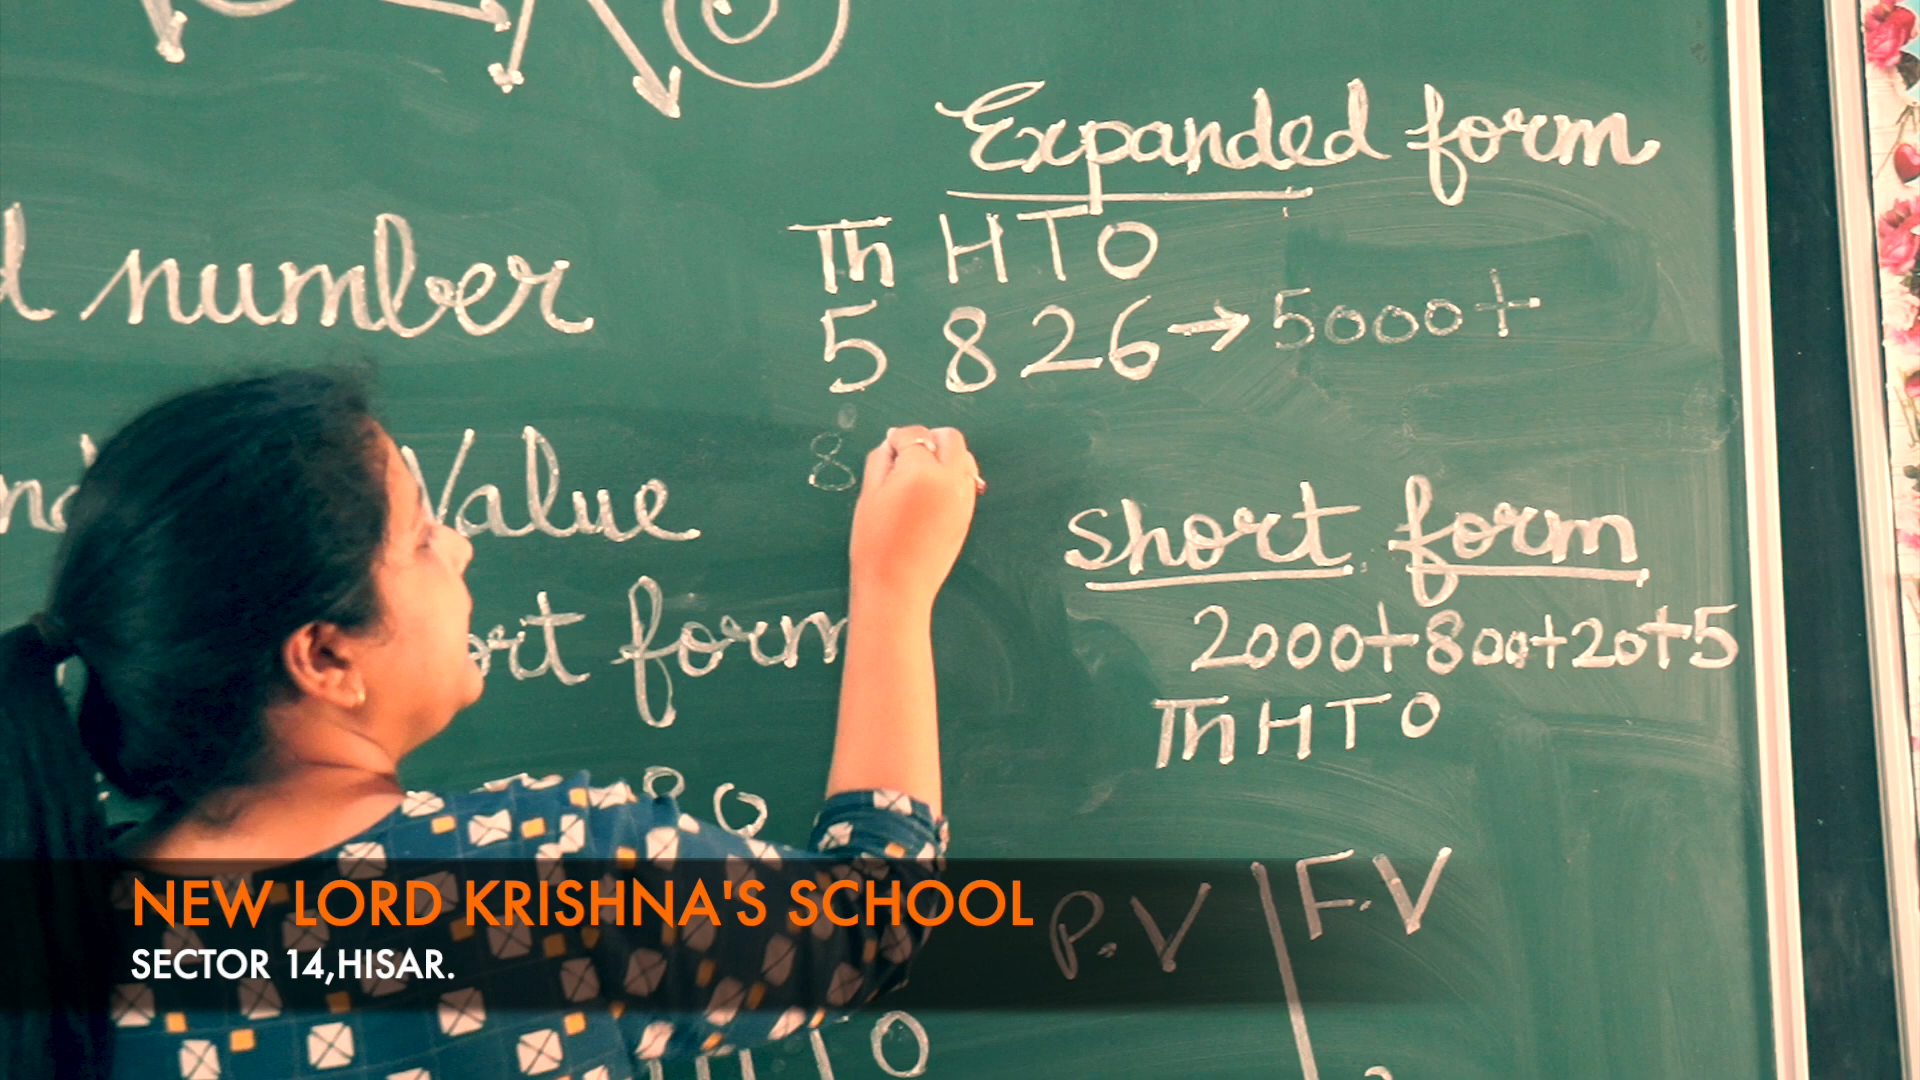 Expanded form
number
Th H T O
5 8 2 6 → 5000+
8
Value
short form
form
2000+800+20+5
Th H T O
P.V | F.V
NEW LORD KRISHNA'S SCHOOL
SECTOR 14,HISAR.